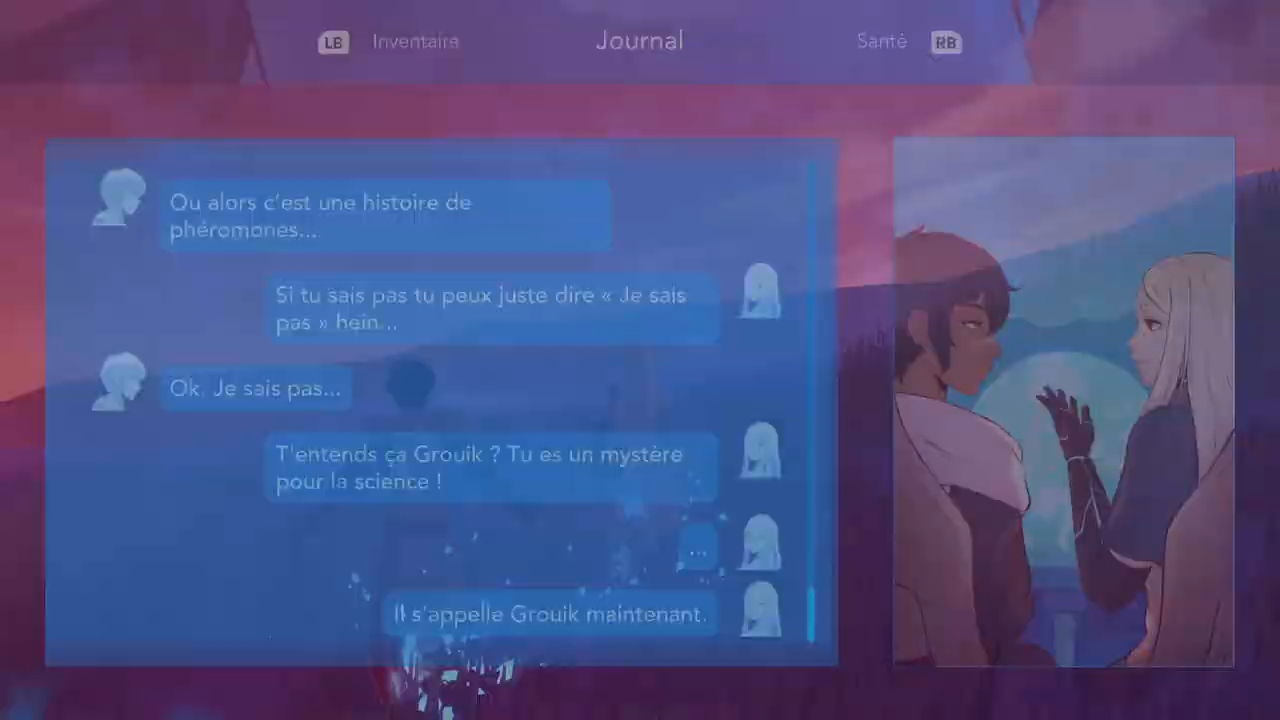 LB Inventaire Journal Santé RB
Ou alors c'est une histoire de
phéromones...
Si tu sais pas tu peux juste dire « Je sais
pas » hein...
Ok. Je sais pas...
T'entends ça Grouik ? Tu es un mystère
pour la science !
...
Il s'appelle Grouik maintenant.